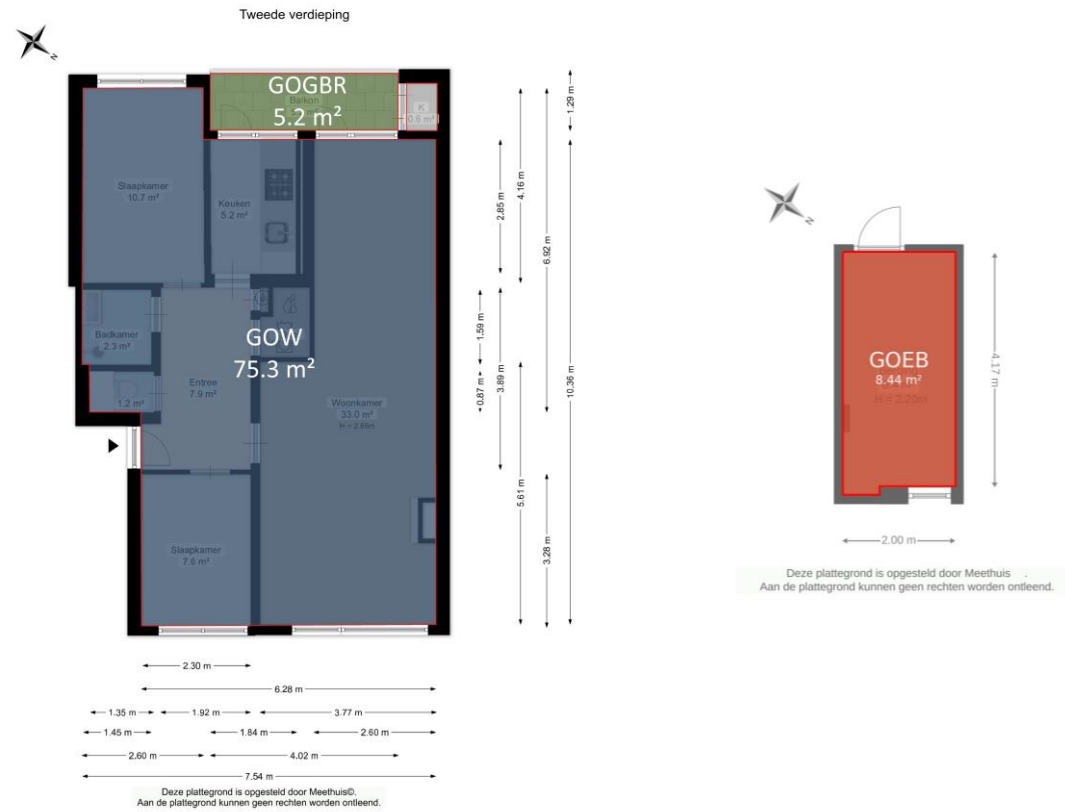 Tweede verdieping
N
GOGBR
Balkon
5.2 m²
K
0.6 m²
Slaapkamer
10.7 m²
Keuken
5.2 m²
Badkamer
2.3 m²
GOW
75.3 m²
Entree
7.9 m²
1.2 m²
Woonkamer
33.0 m²
Slaapkamer
7.6 m²
1.29 m
4.16 m
2.85 m
6.92 m
1.59 m
3.89 m
0.87 m
10.36 m
5.61 m
3.28 m
2.30 m
6.28 m
1.35 m
1.92 m
3.77 m
1.45 m
1.84 m
2.60 m
2.60 m
4.02 m
7.54 m
Deze plattegrond is opgesteld door Meethuis©.
Aan de plattegrond kunnen geen rechten worden ontleend.
N
GOEB
8.44 m²
H = 2.20m
4.17 m
2.00 m
Deze plattegrond is opgesteld door Meethuis .
Aan de plattegrond kunnen geen rechten worden ontleend.